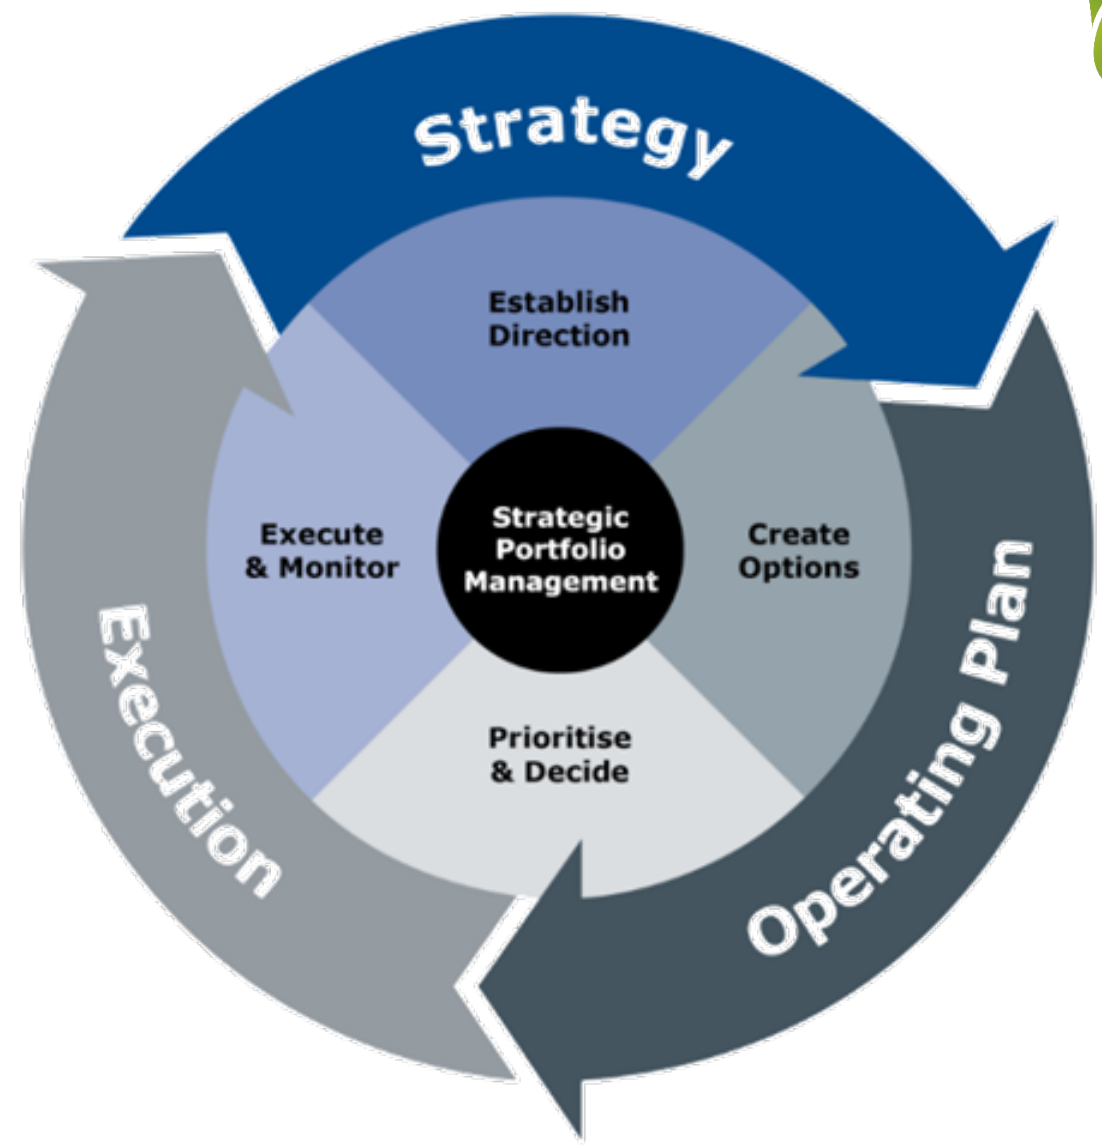 Strategy
Establish
Direction
Execute
& Monitor
Strategic
Portfolio
Management
Create
Options
Prioritise
& Decide
Execution
Operating Plan